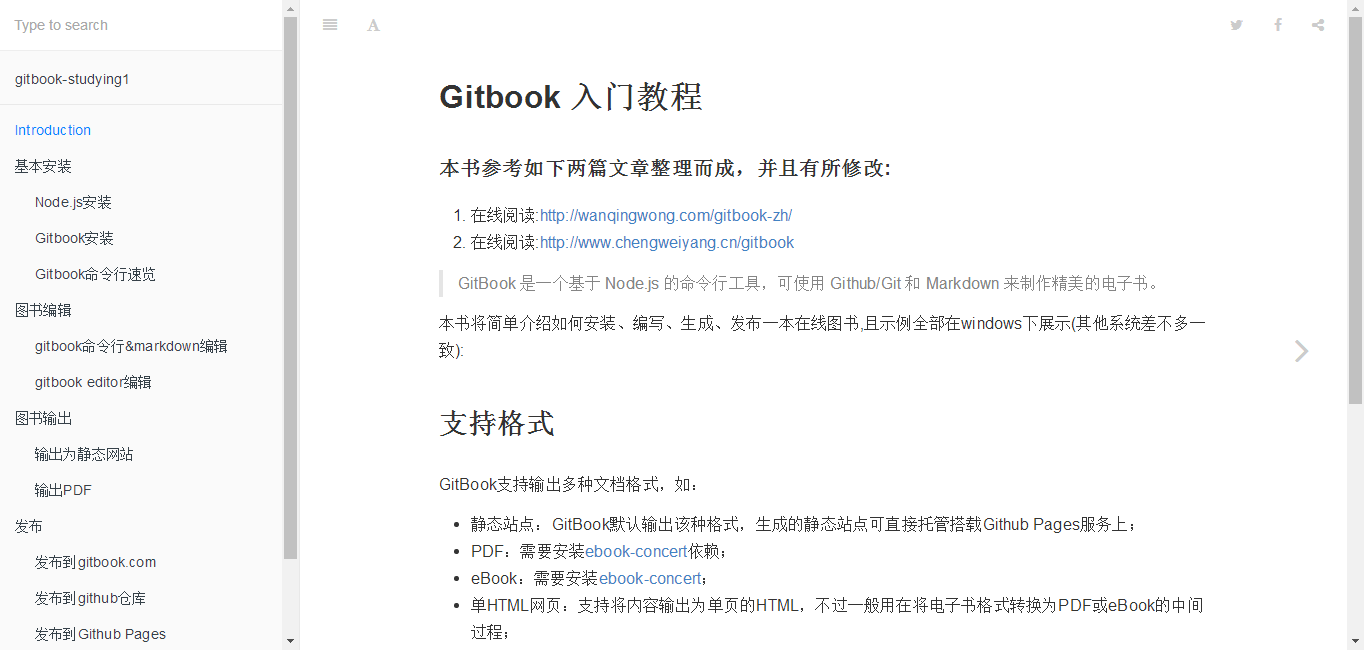 Type to search
gitbook-studying1
Introduction
基本安装
Node.js安装
Gitbook安装
Gitbook命令行速览
图书编辑
gitbook命令行&markdown编辑
gitbook editor编辑
图书输出
输出为静态网站
输出PDF
发布
发布到gitbook.com
发布到github仓库
发布到Github Pages
A
Gitbook 入门教程
本书参考如下两篇文章整理而成，并且有所修改:
1. 在线阅读:http://wanqingwong.com/gitbook-zh/
2. 在线阅读:http://www.chengweiyang.cn/gitbook
GitBook 是一个基于 Node.js 的命令行工具，可使用 Github/Git 和 Markdown 来制作精美的电子书。
本书将简单介绍如何安装、编写、生成、发布一本在线图书,且示例全部在windows下展示(其他系统差不多一
致):
支持格式
GitBook支持输出多种文档格式，如：
• 静态站点：GitBook默认输出该种格式，生成的静态站点可直接托管搭载Github Pages服务上；
• PDF：需要安装ebook-concert依赖；
• eBook：需要安装ebook-concert；
• 单HTML网页：支持将内容输出为单页的HTML，不过一般用在将电子书格式转换为PDF或eBook的中间
过程；